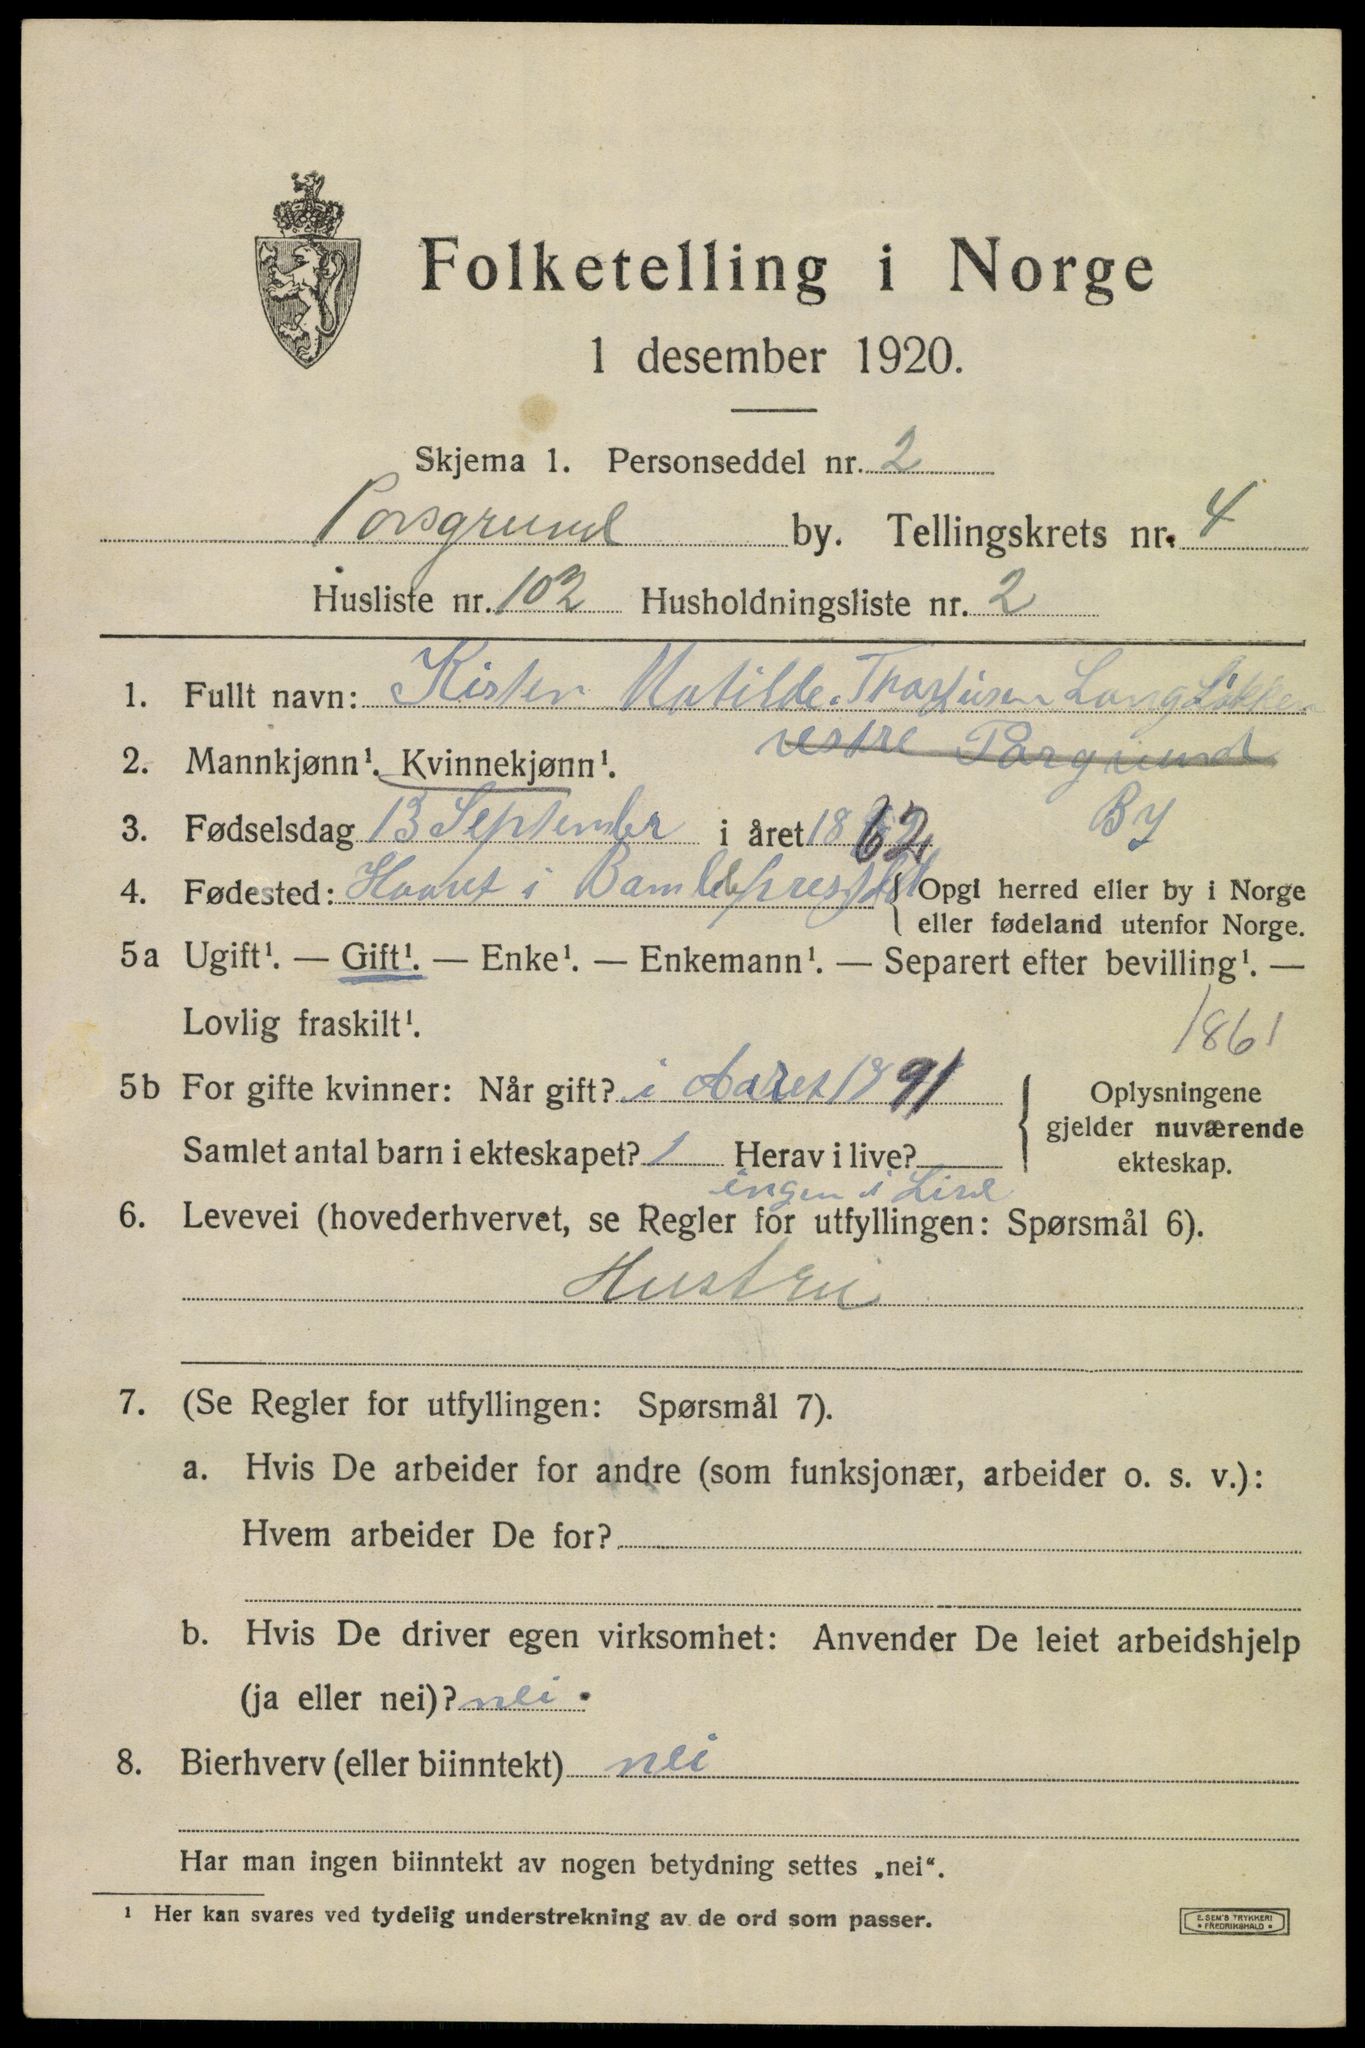 Folketelling i Norge
1 desember 1920.
Skjema 1. Personseddel nr. 2
Porsgrund by. Tellingskrets nr. 4
Husliste nr. 102 Husholdningsliste nr. 2
1. Fullt navn: Kisten Matilde Langløkken
vestre Porgrund
2. Mannkjønn¹. Kvinnekjønn¹.
By
3. Fødselsdag 13 September i året 1862
4. Fødested: i Bamble { Opgi herred eller by i Norge
eller fødeland utenfor Norge.
5a Ugift¹. — Gift¹. — Enke¹. — Enkemann¹. — Separert efter bevilling¹. —
Lovlig fraskilt¹.
1861
5b For gifte kvinner: Når gift? i Aaret 1891 { Oplysningene
gjelder nuværende
ekteskap.
Samlet antal barn i ekteskapet? 1 Herav i live?
ingen i Live
6. Levevei (hovederhvervet, se Regler for utfyllingen: Spørsmål 6).
Hustru
7. (Se Regler for utfyllingen: Spørsmål 7).
a. Hvis De arbeider for andre (som funksjonær, arbeider o. s. v.):
Hvem arbeider De for?
b. Hvis De driver egen virksomhet: Anvender De leiet arbeidshjelp
(ja eller nei)? nei.
8. Bierhverv (eller biinntekt) nei
Har man ingen biinntekt av nogen betydning settes „nei“.
¹ Her kan svares ved tydelig understrekning av de ord som passer.
E. SEM'S TRYKKERI
* FREDRIKSHALD *